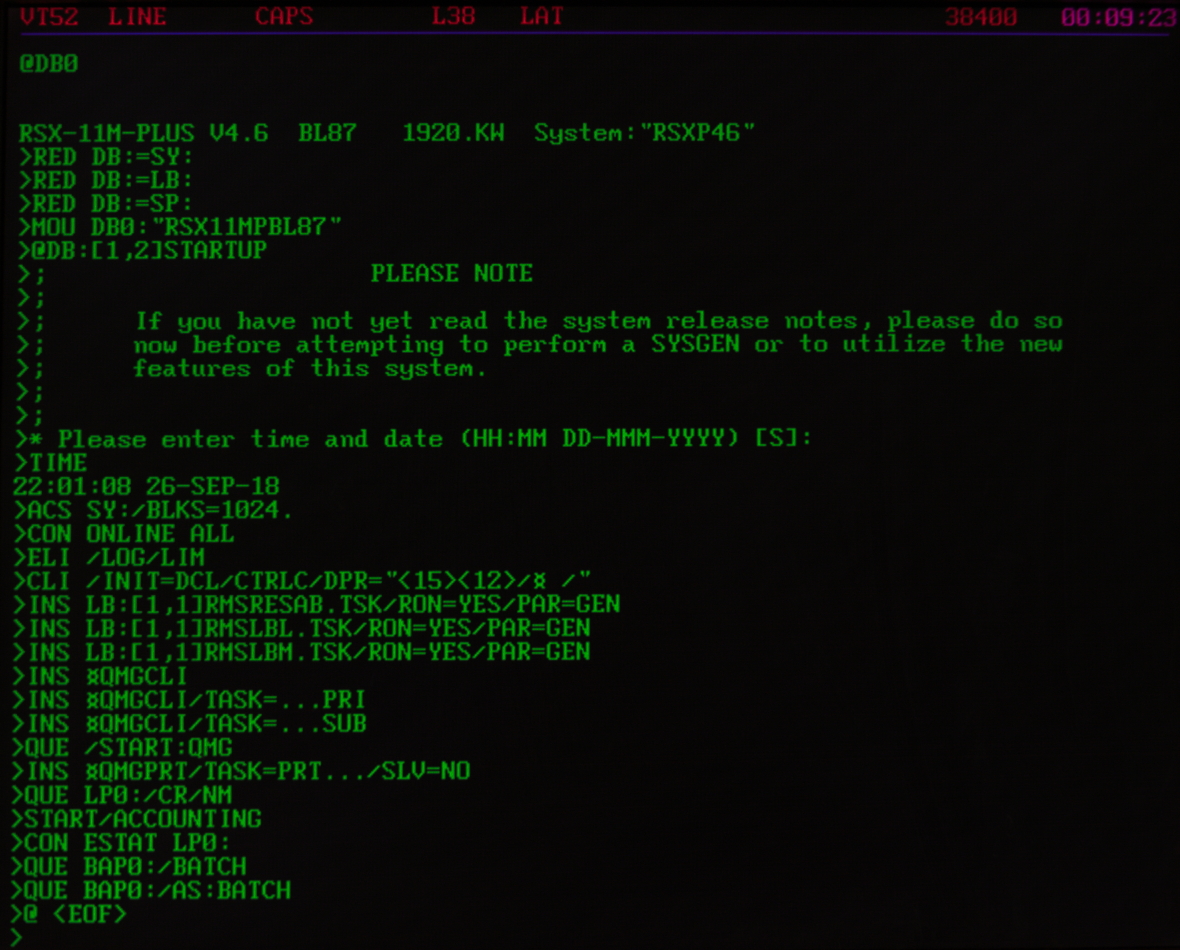 VT52 LINE CAPS L38 LAT 38400 00:09:23
@DB0
RSX-11M-PLUS V4.6 BL87 1920.KW System:"RSXP46"
>RED DB:=SY:
>RED DB:=LB:
>RED DB:=SP:
>MOU DB0:"RSX11MPBL87"
>@DB:[1,2]STARTUP
>; PLEASE NOTE
>;
>; If you have not yet read the system release notes, please do so
>; now before attempting to perform a SYSGEN or to utilize the new
>; features of this system.
>;
>;
>* Please enter time and date (HH:MM DD-MMM-YYYY) [S]:
>TIME
22:01:08 26-SEP-18
>ACS SY:/BLKS=1024.
>CON ONLINE ALL
>ELI /LOG/LIM
>CLI /INIT=DCL/CTRLC/DPR="<15><12>/¤ /"
>INS LB:[1,1]RMSRESAB.TSK/RON=YES/PAR=GEN
>INS LB:[1,1]RMSLBL.TSK/RON=YES/PAR=GEN
>INS LB:[1,1]RMSLBM.TSK/RON=YES/PAR=GEN
>INS ¤QMGCLI
>INS ¤QMGCLI/TASK=...PRI
>INS ¤QMGCLI/TASK=...SUB
>QUE /START:QMG
>INS ¤QMGPRT/TASK=PRT.../SLV=NO
>QUE LP0:/CR/NM
>START/ACCOUNTING
>CON ESTAT LP0:
>QUE BAP0:/BATCH
>QUE BAP0:/AS:BATCH
>@ <EOF>
>